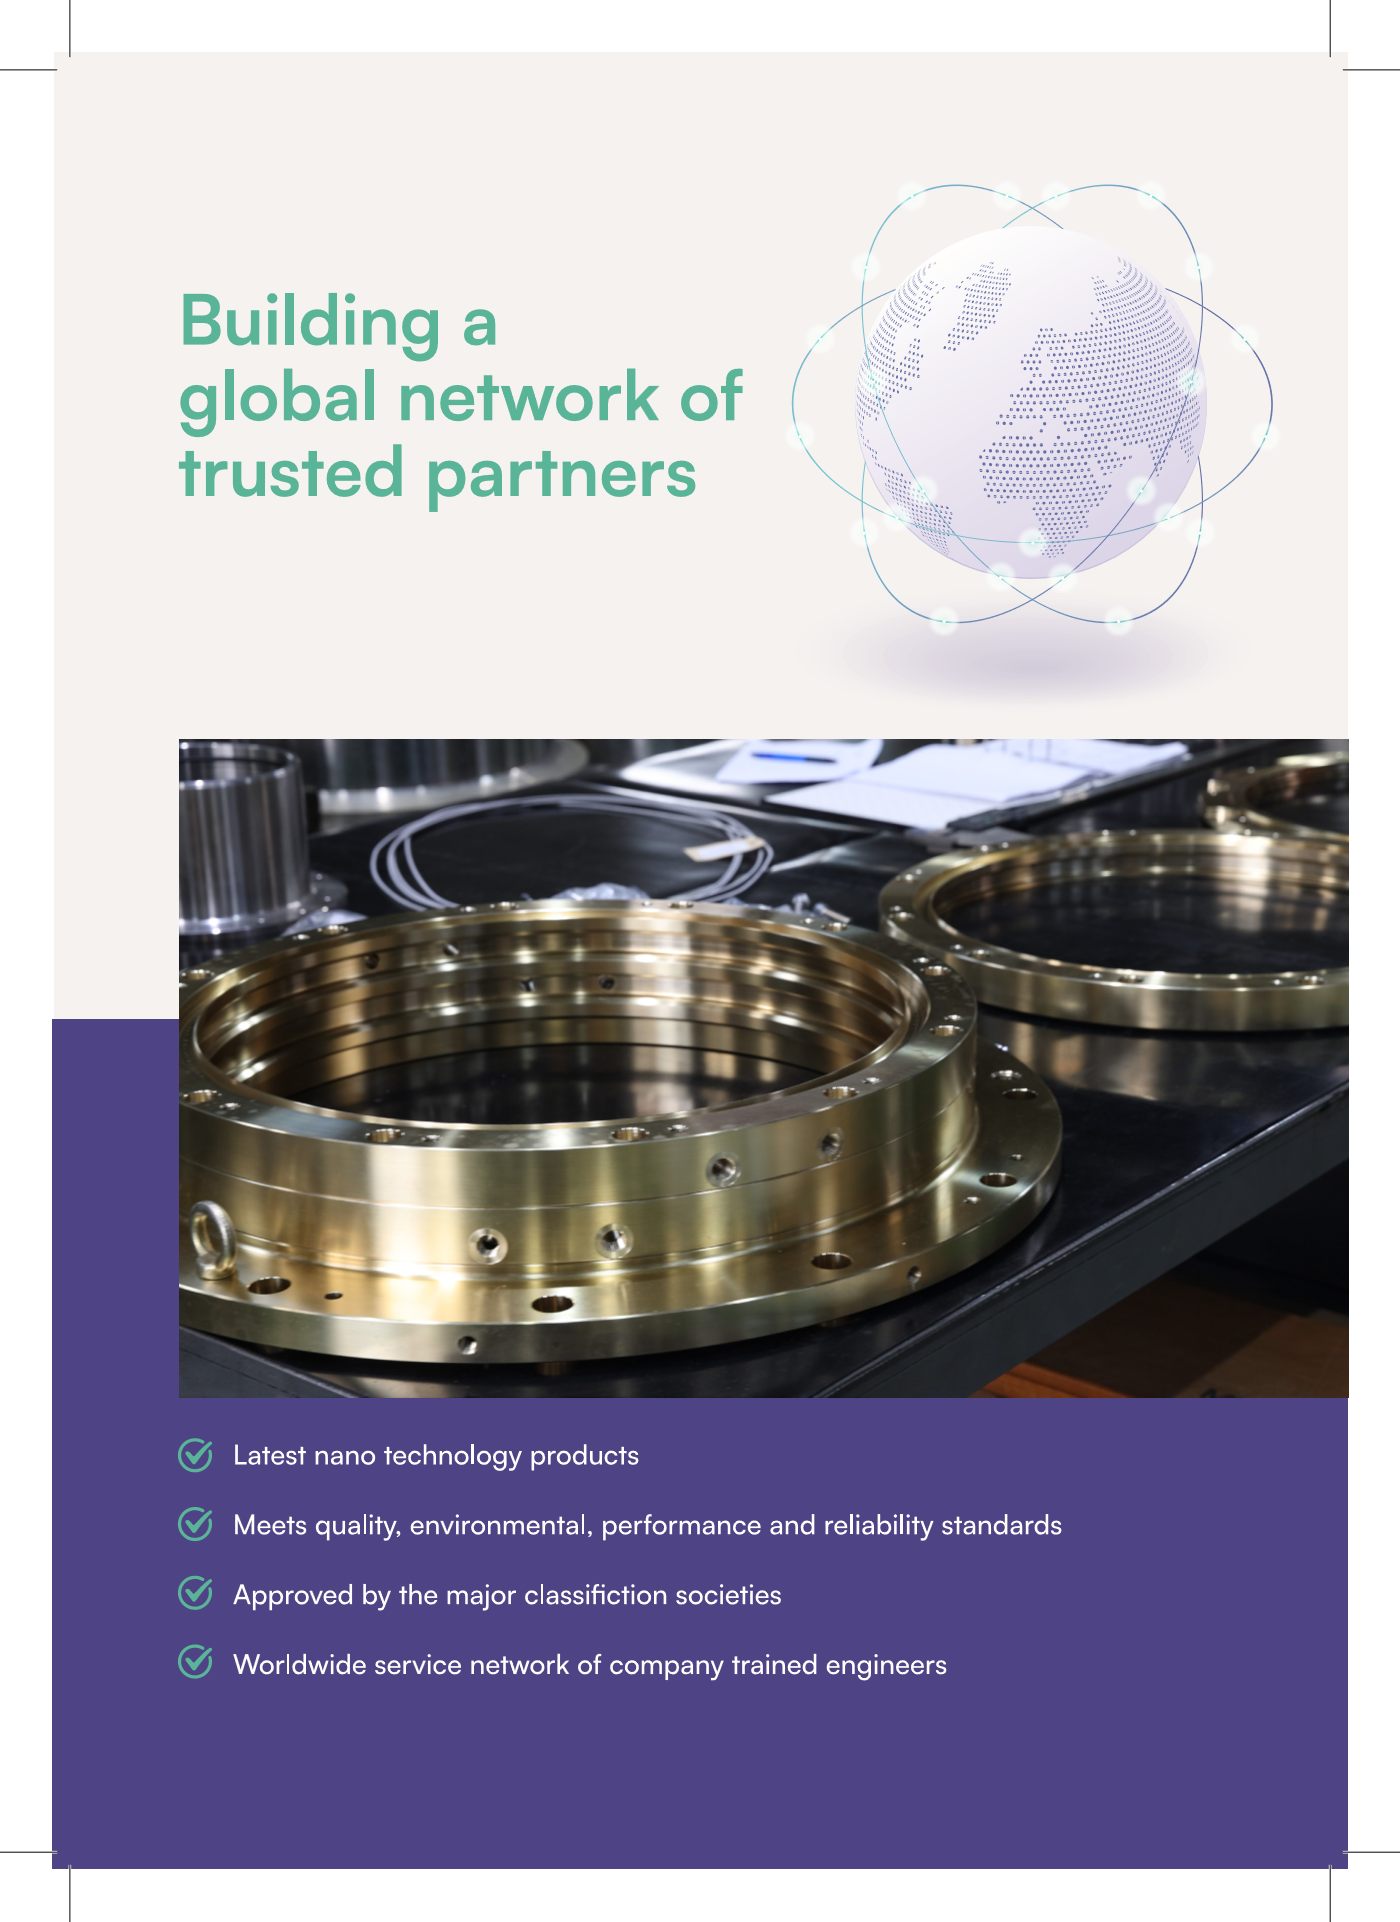 Building a
global network of
trusted partners
Latest nano technology products
Meets quality, environmental, performance and reliability standards
Approved by the major classifiction societies
Worldwide service network of company trained engineers